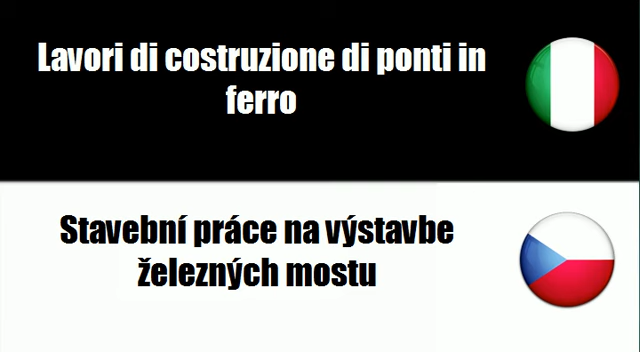 Lavori di costruzione di ponti in
ferro
Stavební práce na výstavbe
železných mostu